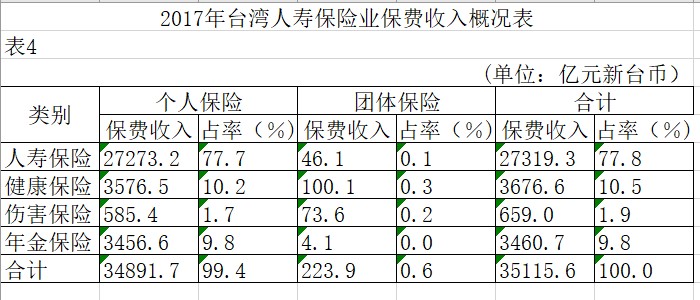 2017年台湾人寿保险业保费收入概况表
表4
(单位：亿元新台币）
类别 个人保险 团体保险 合计
保费收入 占率（%） 保费收入 占率（%） 保费收入 占率（%）
人寿保险 27273.2 77.7 46.1 0.1 27319.3 77.8
健康保险 3576.5 10.2 100.1 0.3 3676.6 10.5
伤害保险 585.4 1.7 73.6 0.2 659.0 1.9
年金保险 3456.6 9.8 4.1 0.0 3460.7 9.8
合计 34891.7 99.4 223.9 0.6 35115.6 100.0